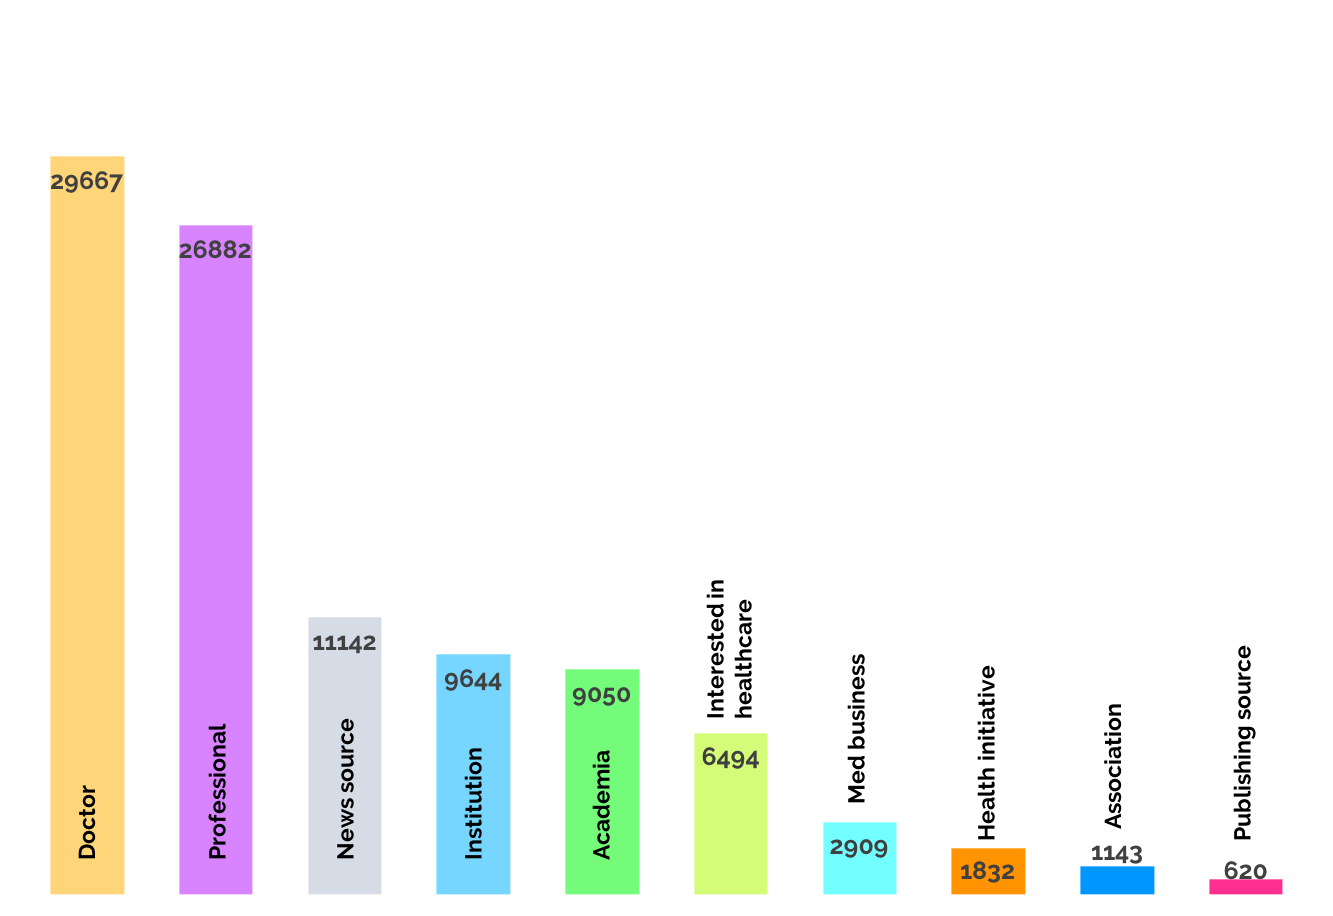 29667
Doctor
26882
Professional
11142
News source
9644
Institution
9050
Academia
Interested in
healthcare
6494
Med business
2909
Health initiative
1832
Association
1143
Publishing source
620